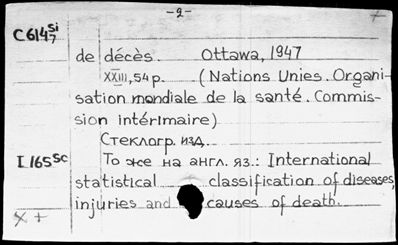 -2-
C6147Si
de décès. Ottawa, 1947
XXIII, 54 p. (Nations Unies. Organi-
sation mondiale de la santé. Commis-
sion intérimaire)
Стеклогр. изд.
I 165Sc То же на англ. яз.: International
statistical classification of diseases,
injuries and causes of death.
× +